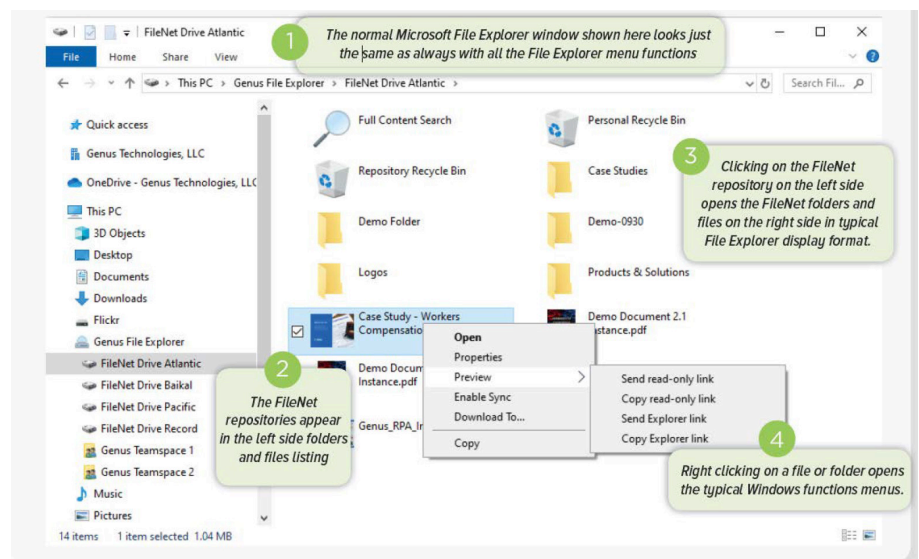 FileNet Drive Atlantic
1
The normal Microsoft File Explorer window shown here looks just
the same as always with all the File Explorer menu functions
File Home Share View
This PC > Genus File Explorer > FileNet Drive Atlantic >
Search Fil...
Quick access
Genus Technologies, LLC
OneDrive - Genus Technologies, LLC
This PC
3D Objects
Desktop
Documents
Downloads
Flickr
Genus File Explorer
FileNet Drive Atlantic
FileNet Drive Baikal
FileNet Drive Pacific
FileNet Drive Record
Genus Teamspace 1
Genus Teamspace 2
Music
Pictures
Full Content Search
Personal Recycle Bin
Repository Recycle Bin
Case Studies
Demo Folder
Demo-0930
Logos
Products & Solutions
Case Study - Workers
Compensatio
Demo Document 2.1
Instance.pdf
Demo Docum
Instance.pdf
Genus_RPA_In
3
Clicking on the FileNet
repository on the left side
opens the FileNet folders and
files on the right side in typical
File Explorer display format.
Open
Properties
Preview >
Enable Sync
Download To...
Copy
Send read-only link
Copy read-only link
Send Explorer link
Copy Explorer link
2
The FileNet
repositories appear
in the left side folders
and files listing
4
Right clicking on a file or folder opens
the typical Windows functions menus.
14 items 1 item selected 1.04 MB